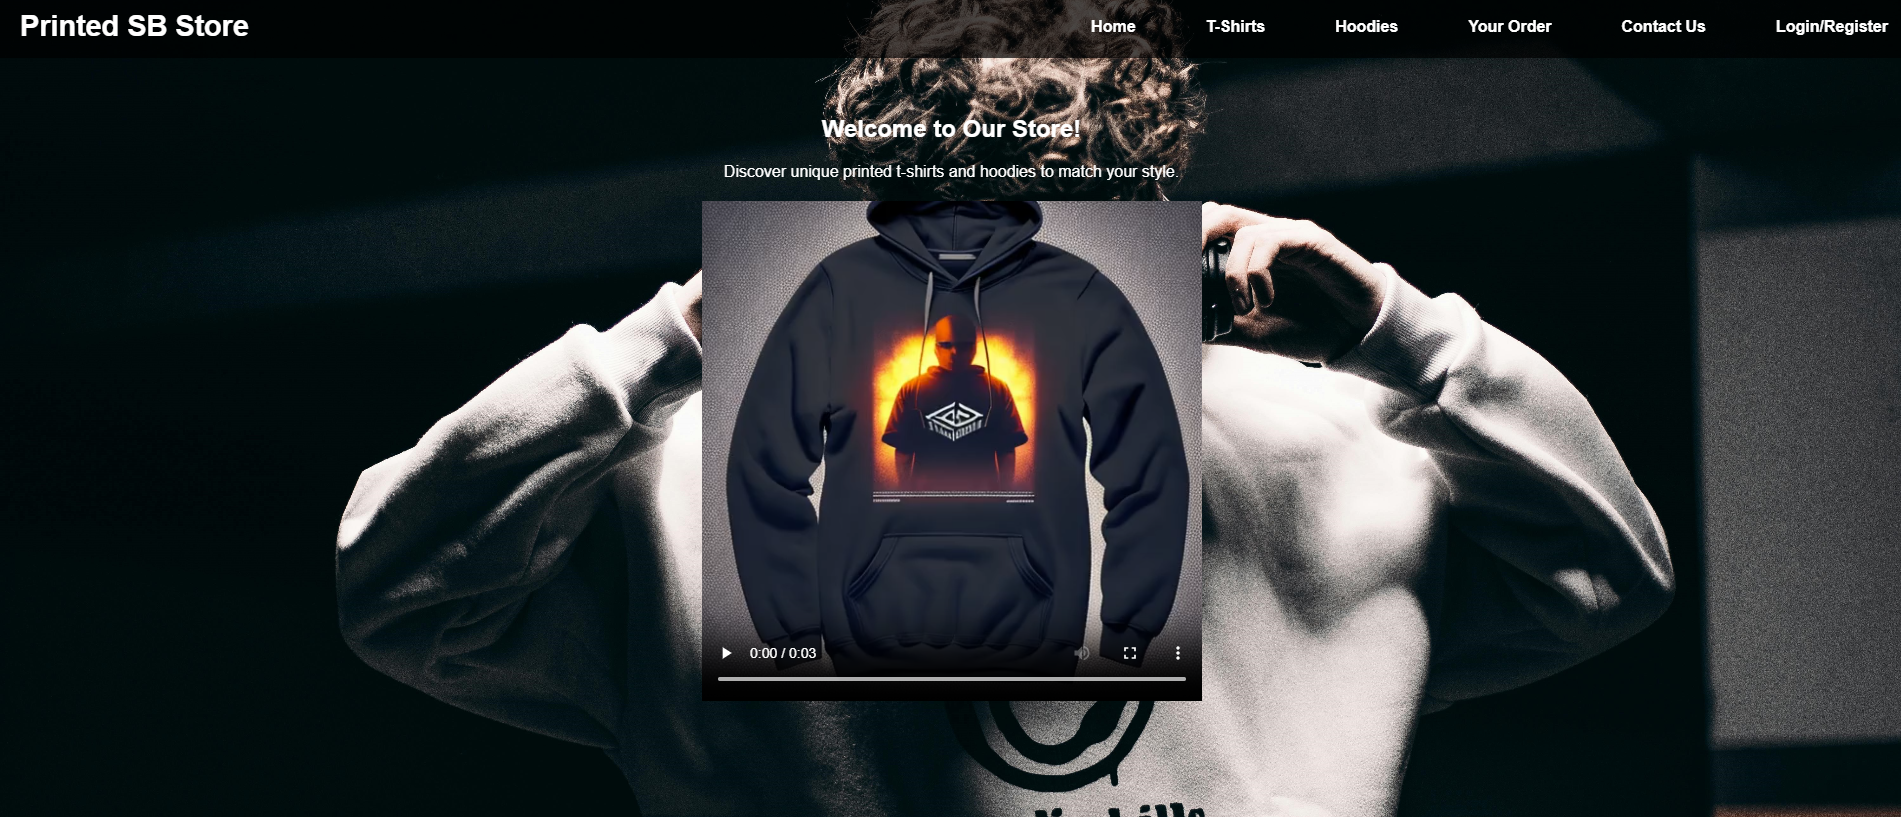 Printed SB Store
Home
T-Shirts
Hoodies
Your Order
Contact Us
Login/Register
Welcome to Our Store!
Discover unique printed t-shirts and hoodies to match your style.
0:00 / 0:03